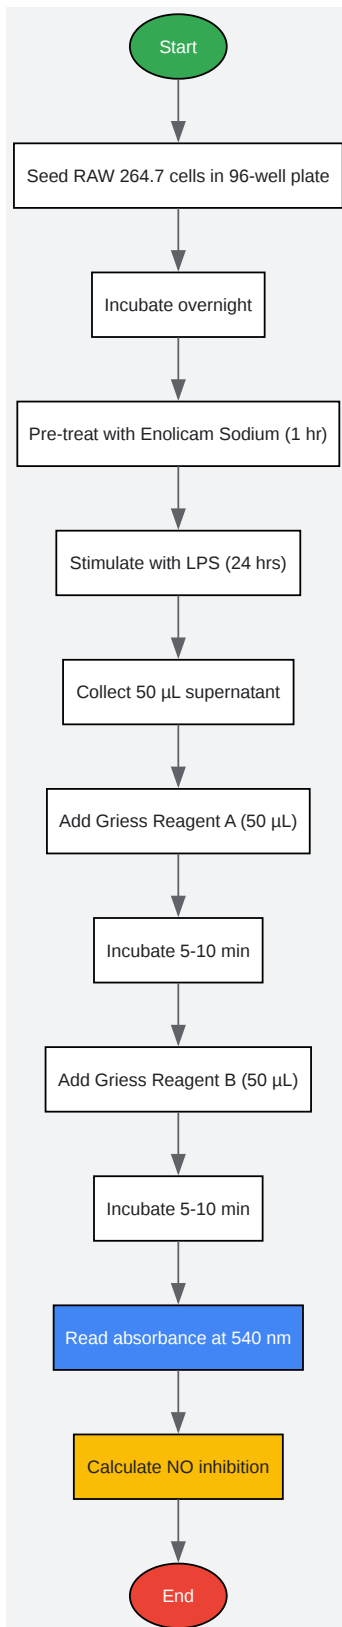 Start
Seed RAW 264.7 cells in 96-well plate
Incubate overnight
Pre-treat with Enolicam Sodium (1 hr)
Stimulate with LPS (24 hrs)
Collect 50 µL supernatant
Add Griess Reagent A (50 µL)
Incubate 5-10 min
Add Griess Reagent B (50 µL)
Incubate 5-10 min
Read absorbance at 540 nm
Calculate NO inhibition
End